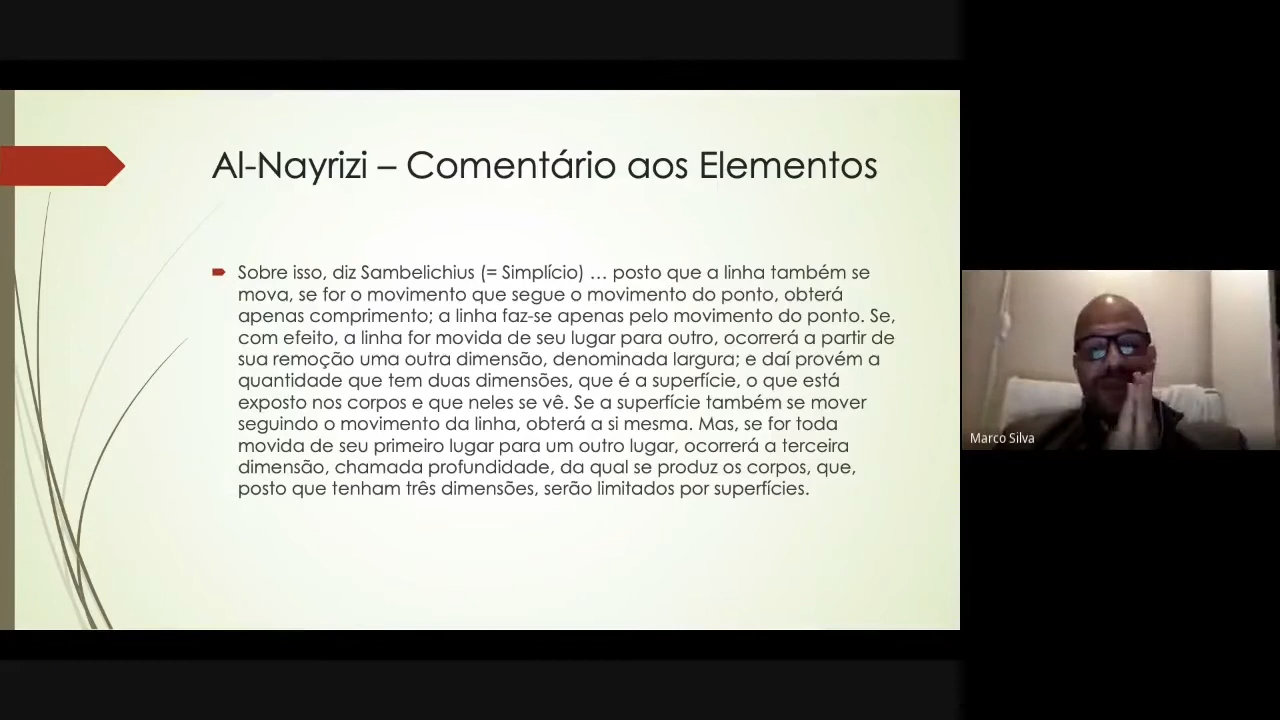 Al-Nayrizi – Comentário aos Elementos
Sobre isso, diz Sambelichius (= Simplício) … posto que a linha também se
mova, se for o movimento que segue o movimento do ponto, obterá
apenas comprimento; a linha faz-se apenas pelo movimento do ponto. Se,
com efeito, a linha for movida de seu lugar para outro, ocorrerá a partir de
sua remoção uma outra dimensão, denominada largura; e daí provém a
quantidade que tem duas dimensões, que é a superfície, o que está
exposto nos corpos e que neles se vê. Se a superfície também se mover
seguindo o movimento da linha, obterá a si mesma. Mas, se for toda
movida de seu primeiro lugar para um outro lugar, ocorrerá a terceira
dimensão, chamada profundidade, da qual se produz os corpos, que,
posto que tenham três dimensões, serão limitados por superfícies.
Marco Silva